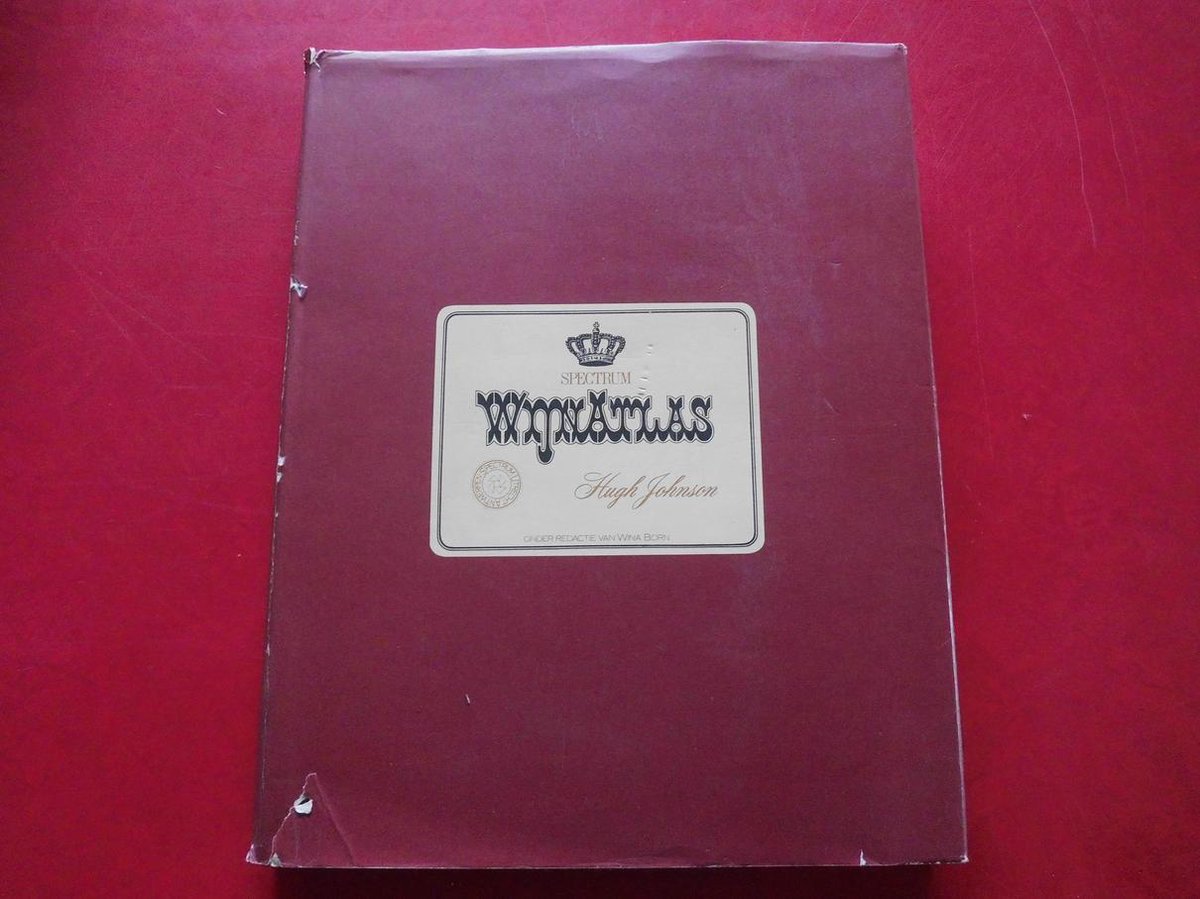 SPECTRUM
WIJNATLAS
Hugh Johnson
ONDER REDACTIE VAN WINA BORN